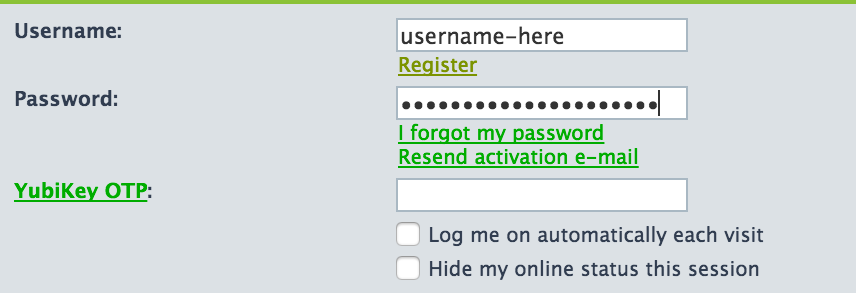 Username:
username-here
Register
Password:
•••••••••••••••••••••
I forgot my password
Resend activation e-mail
YubiKey OTP:
Log me on automatically each visit
Hide my online status this session